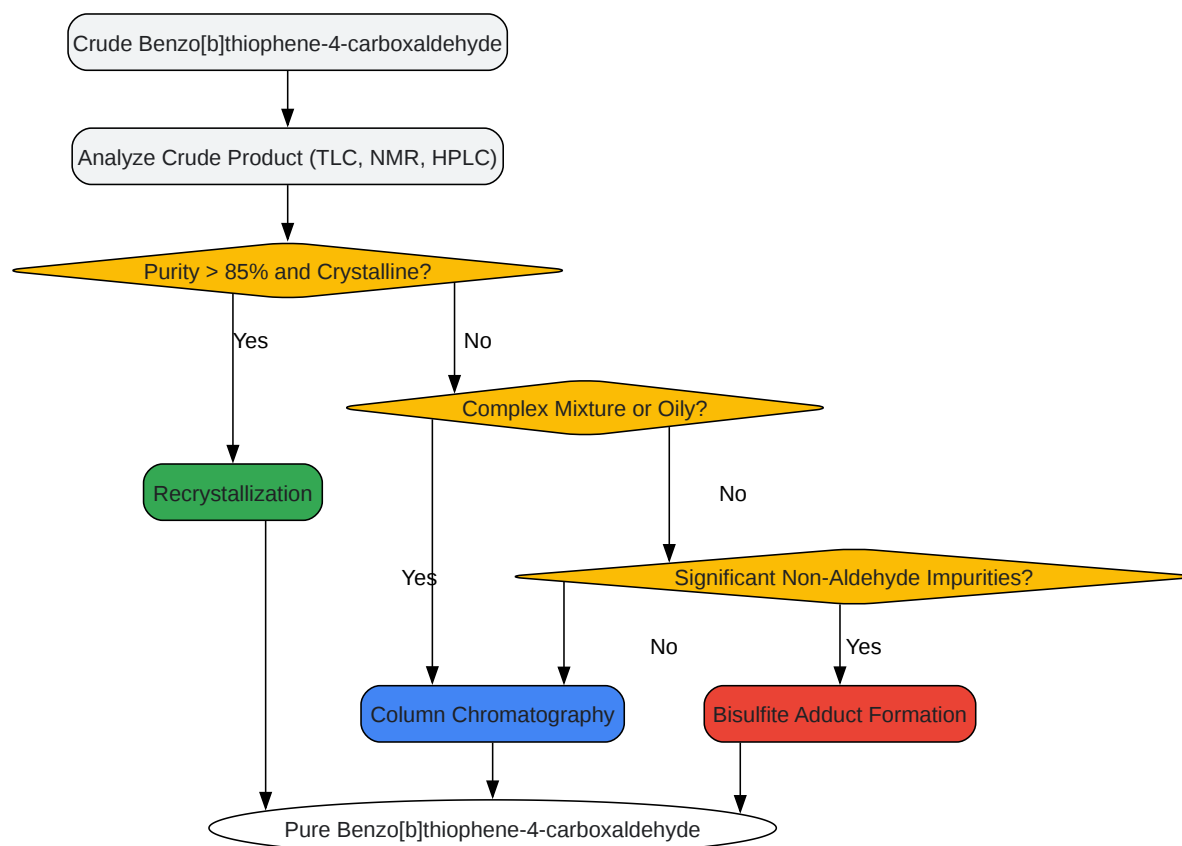 Crude Benzo[b]thiophene-4-carboxaldehyde
Analyze Crude Product (TLC, NMR, HPLC)
Purity > 85% and Crystalline?
Yes
No
Complex Mixture or Oily?
Recrystallization
No
Yes
Significant Non-Aldehyde Impurities?
No
Yes
Column Chromatography
Bisulfite Adduct Formation
Pure Benzo[b]thiophene-4-carboxaldehyde